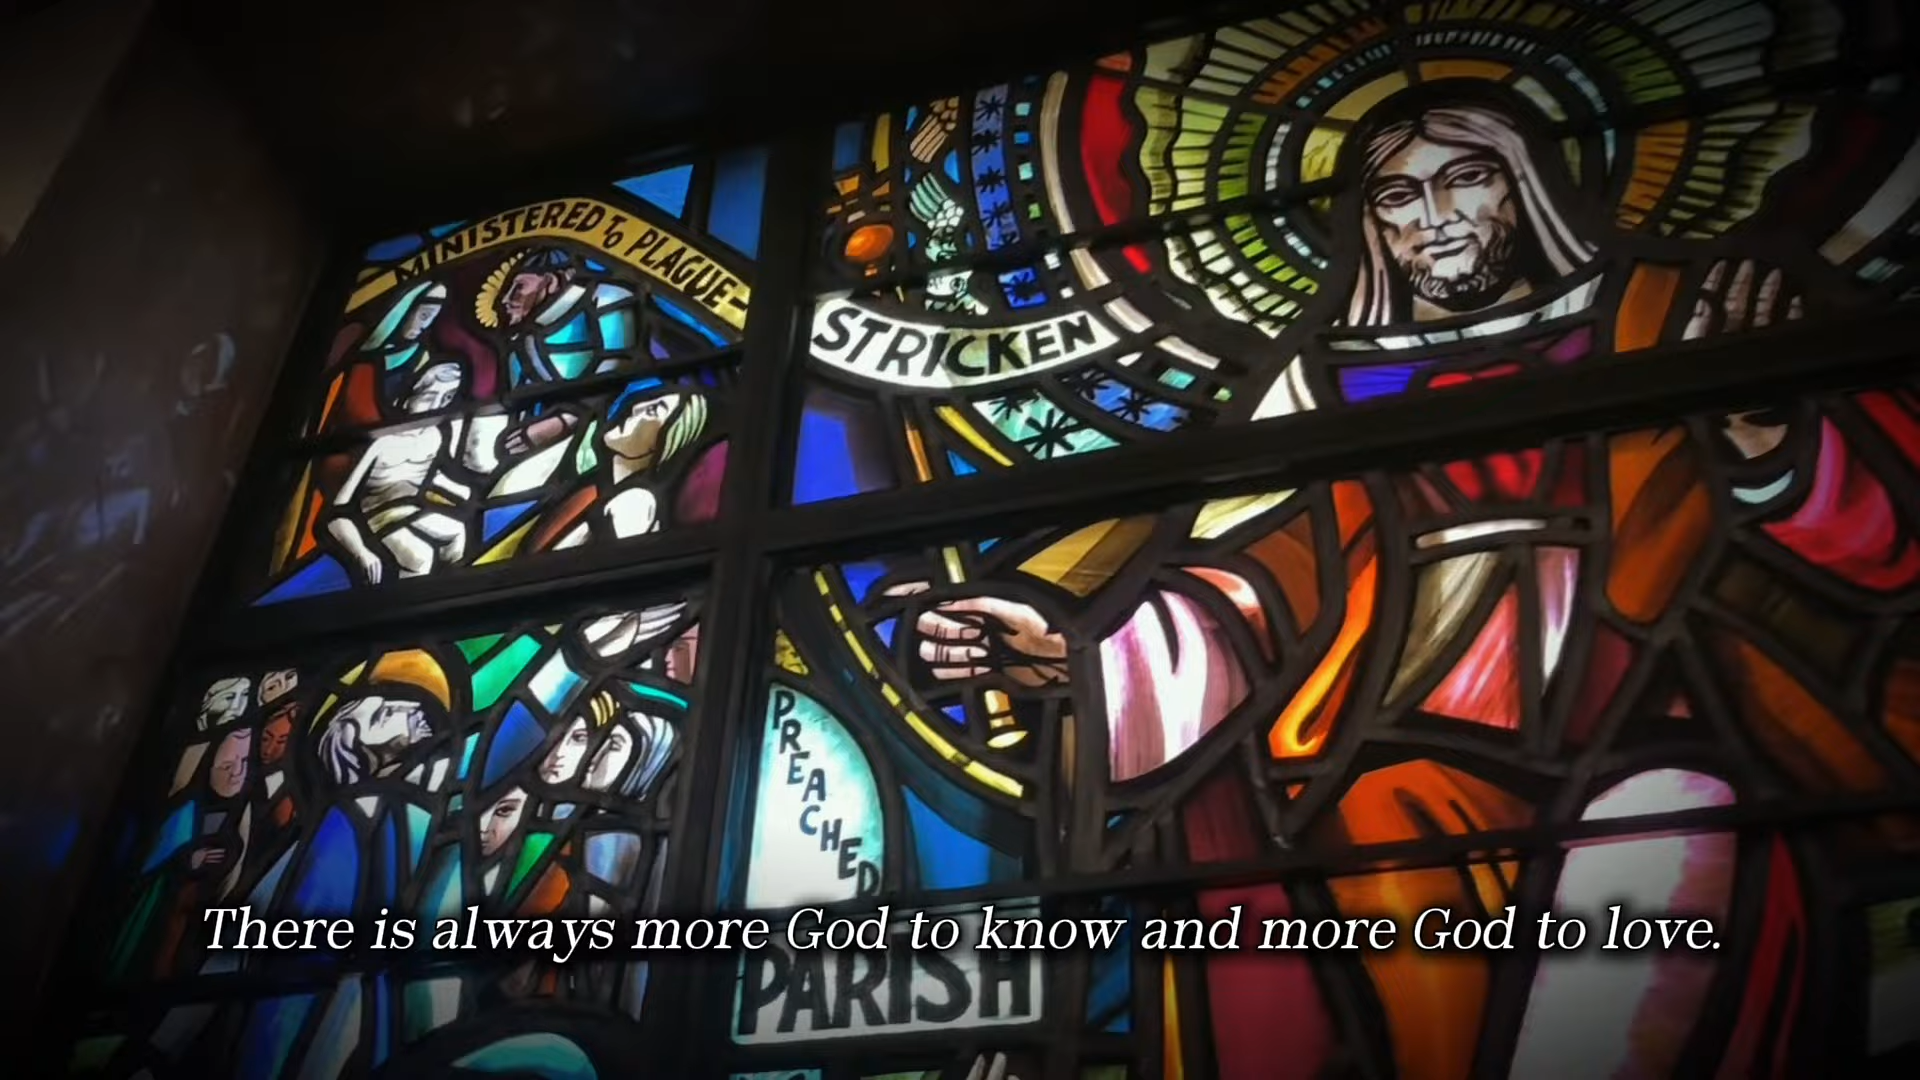 MINISTERED TO PLAGUE-
STRICKEN
PREACHED
PARISH
There is always more God to know and more God to love.